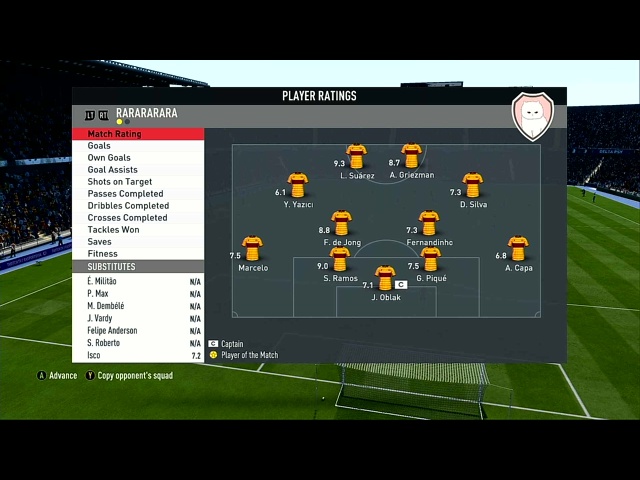 PLAYER RATINGS
LT RT RARARARARA
Match Rating
Goals
Own Goals
Goal Assists
Shots on Target
Passes Completed
Dribbles Completed
Crosses Completed
Tackles Won
Saves
Fitness
SUBSTITUTES
É. Militão N/A
P. Max N/A
M. Dembélé N/A
J. Vardy N/A
Felipe Anderson N/A
S. Roberto N/A
Isco 7.2
9.3 L. Suárez
8.7 A. Griezman
6.1 Y. Yazıcı
7.3 D. Silva
8.8 F. de Jong
7.3 Fernandinho
7.5 Marcelo
9.0 S. Ramos
7.5 G. Piqué
6.8 A. Capa
7.1 C J. Oblak
C Captain
Player of the Match
A Advance Y Copy opponent's squad